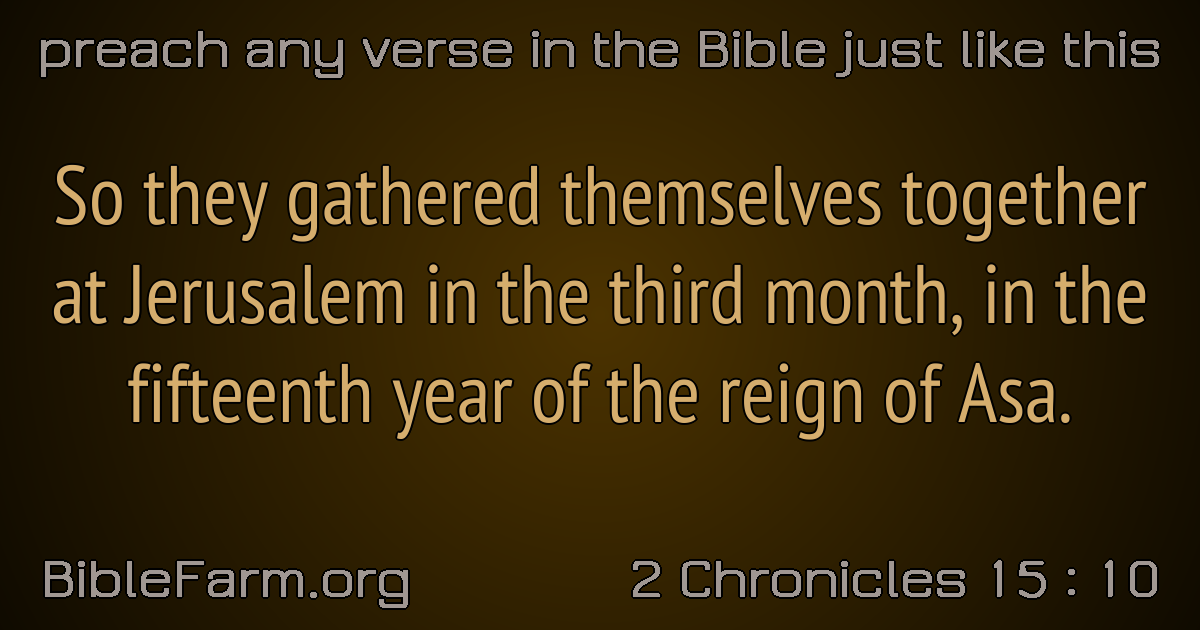 preach any verse in the Bible just like this
So they gathered themselves together
at Jerusalem in the third month, in the
fifteenth year of the reign of Asa.
BibleFarm.org
2 Chronicles 15 : 10